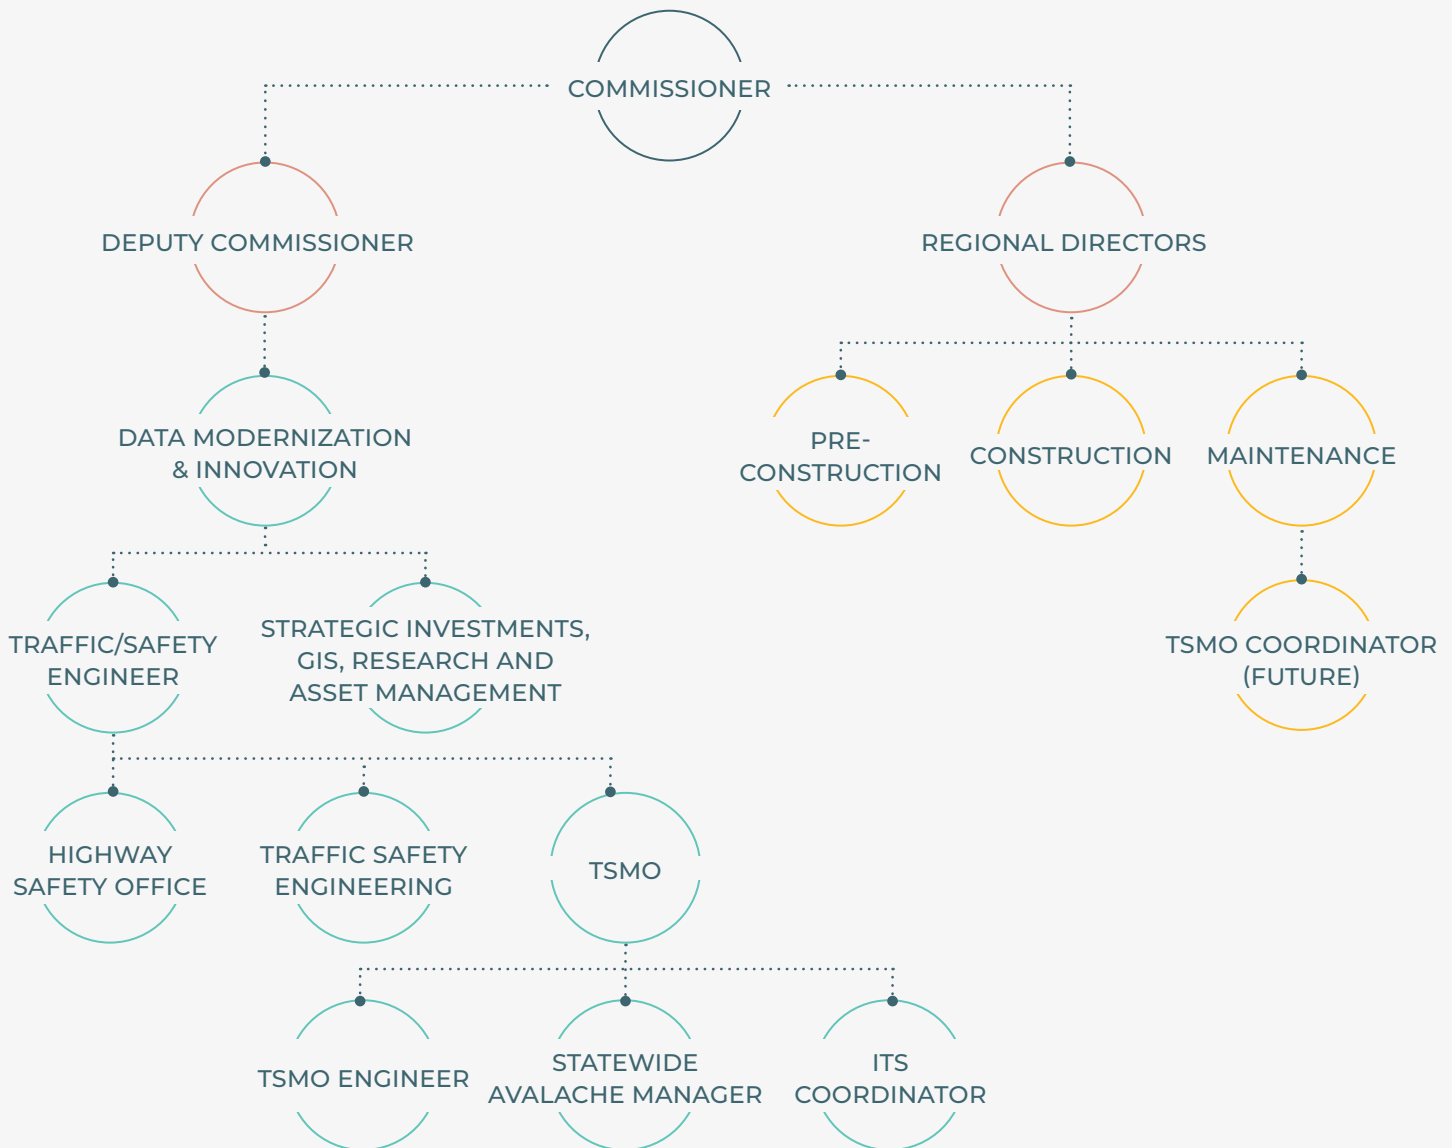 COMMISSIONER
DEPUTY COMMISSIONER
REGIONAL DIRECTORS
DATA MODERNIZATION
& INNOVATION
PRE-
CONSTRUCTION
CONSTRUCTION
MAINTENANCE
TRAFFIC/SAFETY
ENGINEER
STRATEGIC INVESTMENTS,
GIS, RESEARCH AND
ASSET MANAGEMENT
TSMO COORDINATOR
(FUTURE)
HIGHWAY
SAFETY OFFICE
TRAFFIC SAFETY
ENGINEERING
TSMO
TSMO ENGINEER
STATEWIDE
AVALACHE MANAGER
ITS
COORDINATOR